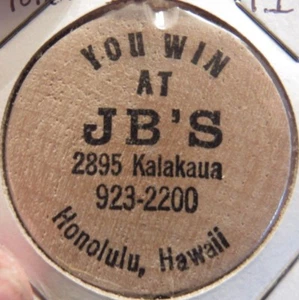 YOU WIN
AT
JB'S
2895 Kalakaua
923-2200
Honolulu, Hawaii